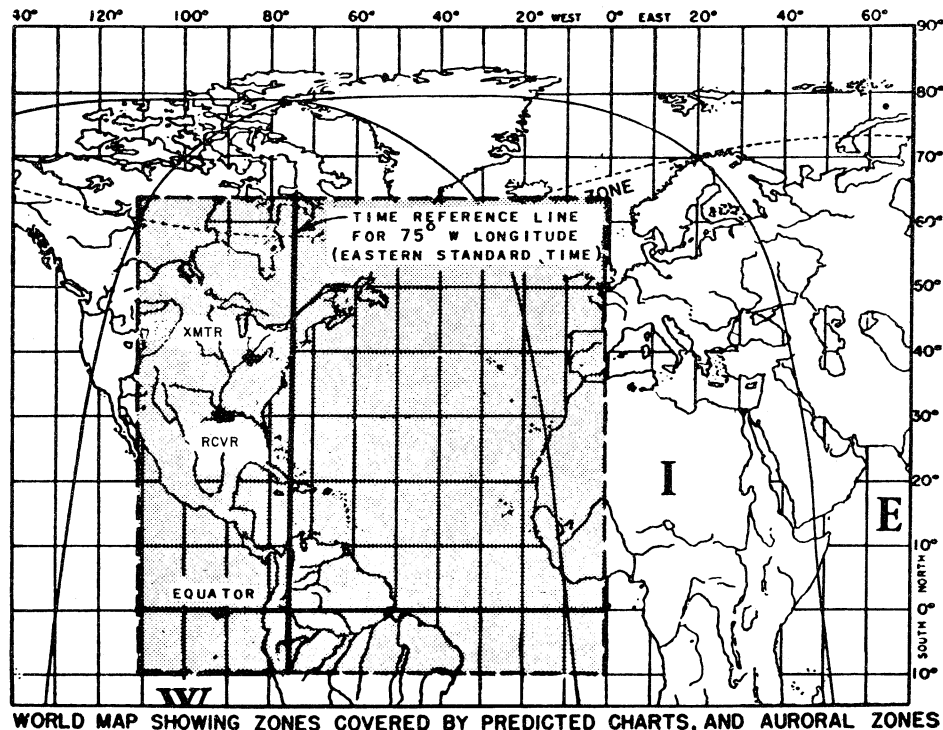 40° 120° 100° 80° 60° 40° 20° WEST 0° EAST 20° 40° 60°
90°
80°
70°
ZONE
TIME REFERENCE LINE
FOR 75° W LONGITUDE
(EASTERN STANDARD TIME)
60°
50°
XMTR
40°
30°
RCVR
I
20°
E
10°
EQUATOR
0°
SOUTH NORTH
10°
W
WORLD MAP SHOWING ZONES COVERED BY PREDICTED CHARTS, AND AURORAL ZONES